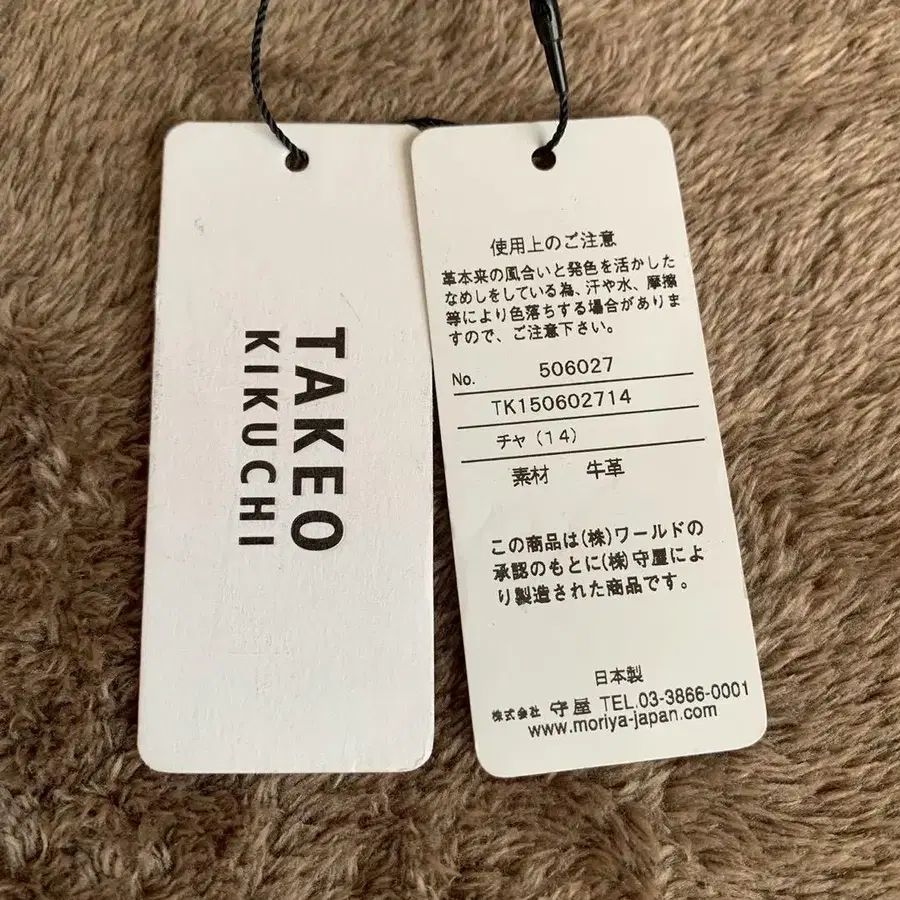 TAKEO
KIKUCHI
使用上のご注意
革本来の風合いと発色を活かした
なめしをしている為、汗や水、摩擦
等により色落ちする場合がありま
すので、ご注意下さい。
No. 506027
TK150602714
チャ(14)
素材 牛革
この商品は(株)ワールドの
承認のもとに(株)守屋によ
り製造された商品です。
日本製
株式会社 守屋 TEL.03-3866-0001
www.moriya-japan.com